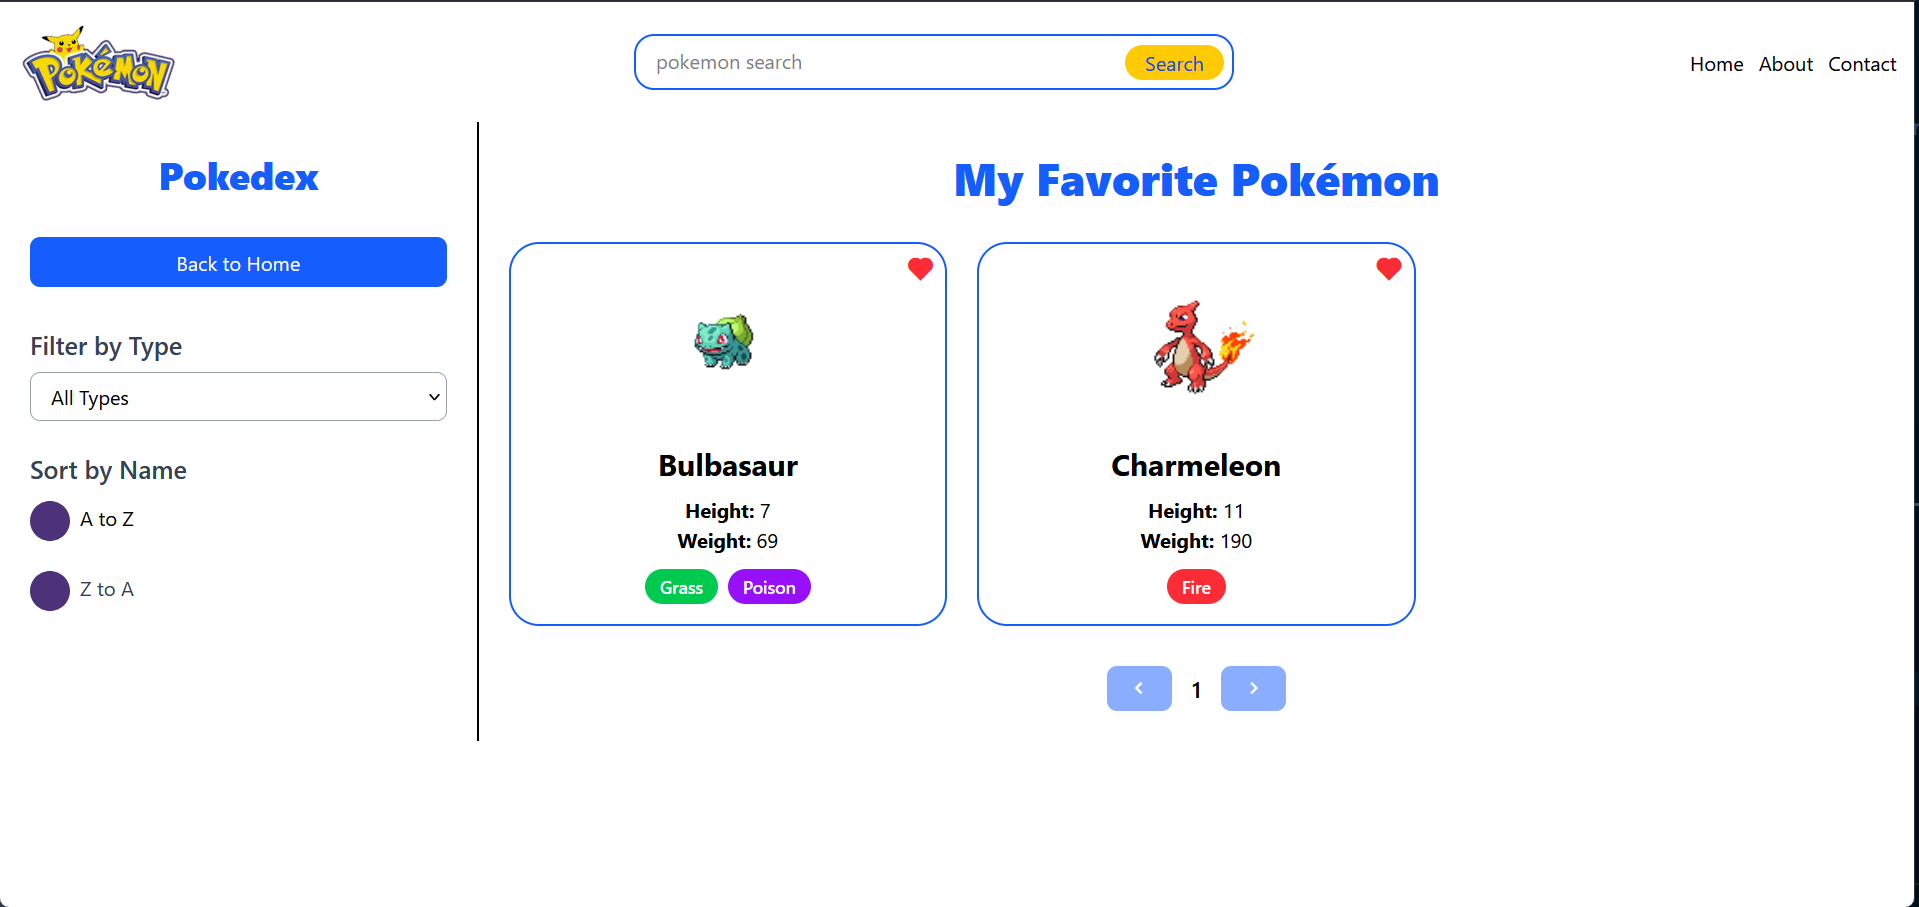 POKéMON
pokemon search
Search
Home About Contact
Pokedex
Back to Home
Filter by Type
All Types
Sort by Name
A to Z
Z to A
My Favorite Pokémon
Bulbasaur
Height: 7
Weight: 69
Grass Poison
Charmeleon
Height: 11
Weight: 190
Fire
1